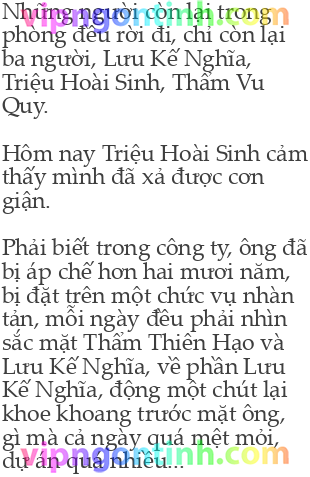 vipngontinh.com
Những người còn lại trong
phòng đều rời đi, chỉ còn lại
ba người, Lưu Kế Nghĩa,
Triệu Hoài Sinh, Thẩm Vu
Quy.
Hôm nay Triệu Hoài Sinh cảm
thấy mình đã xả được cơn
giận.
Phải biết trong công ty, ông đã
bị áp chế hơn hai mươi năm,
bị đặt trên một chức vụ nhàn
tản, mỗi ngày đều phải nhìn
sắc mặt Thẩm Thiên Hạo và
Lưu Kế Nghĩa, về phần Lưu
Kế Nghĩa, động một chút lại
khoe khoang trước mặt ông,
gì mà cả ngày quá mệt mỏi,
vipngontinh.com
dự án quá nhiều...